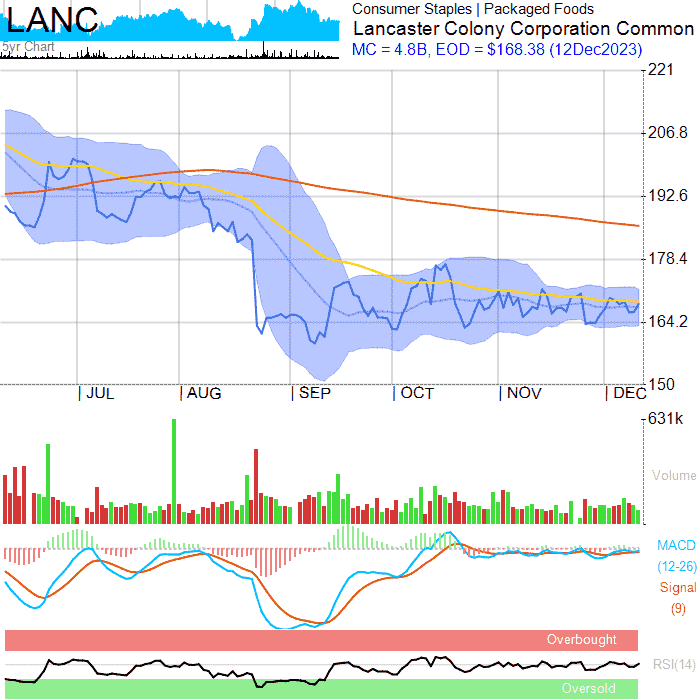 LANC
5yr Chart
Consumer Staples | Packaged Foods
Lancaster Colony Corporation Common
MC = 4.8B, EOD = $168.38 (12Dec2023)
221
206.8
192.6
178.4
164.2
150
| JUL | AUG | SEP | OCT | NOV | DEC
631k
Volume
MACD
(12-26)
Signal
(9)
Overbought
RSI(14)
Oversold